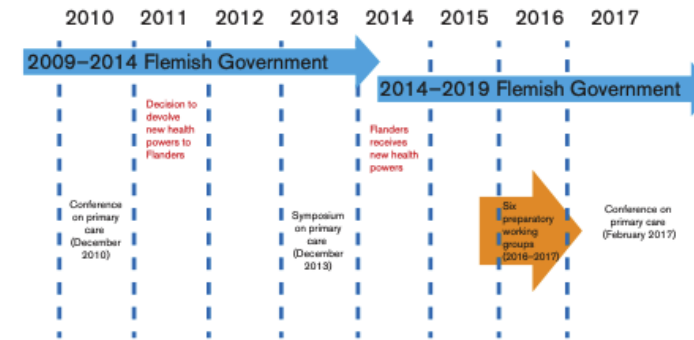 2010 2011 2012 2013 2014 2015 2016 2017
2009–2014 Flemish Government
2014–2019 Flemish Government
Decision to
devolve
new health
powers to
Flanders
Flanders
receives
new health
powers
Conference
on primary
care
(December
2010)
Symposium
on primary
care
(December
2013)
Six
preparatory
working
groups
(2016–2017)
Conference on
primary care
(February 2017)